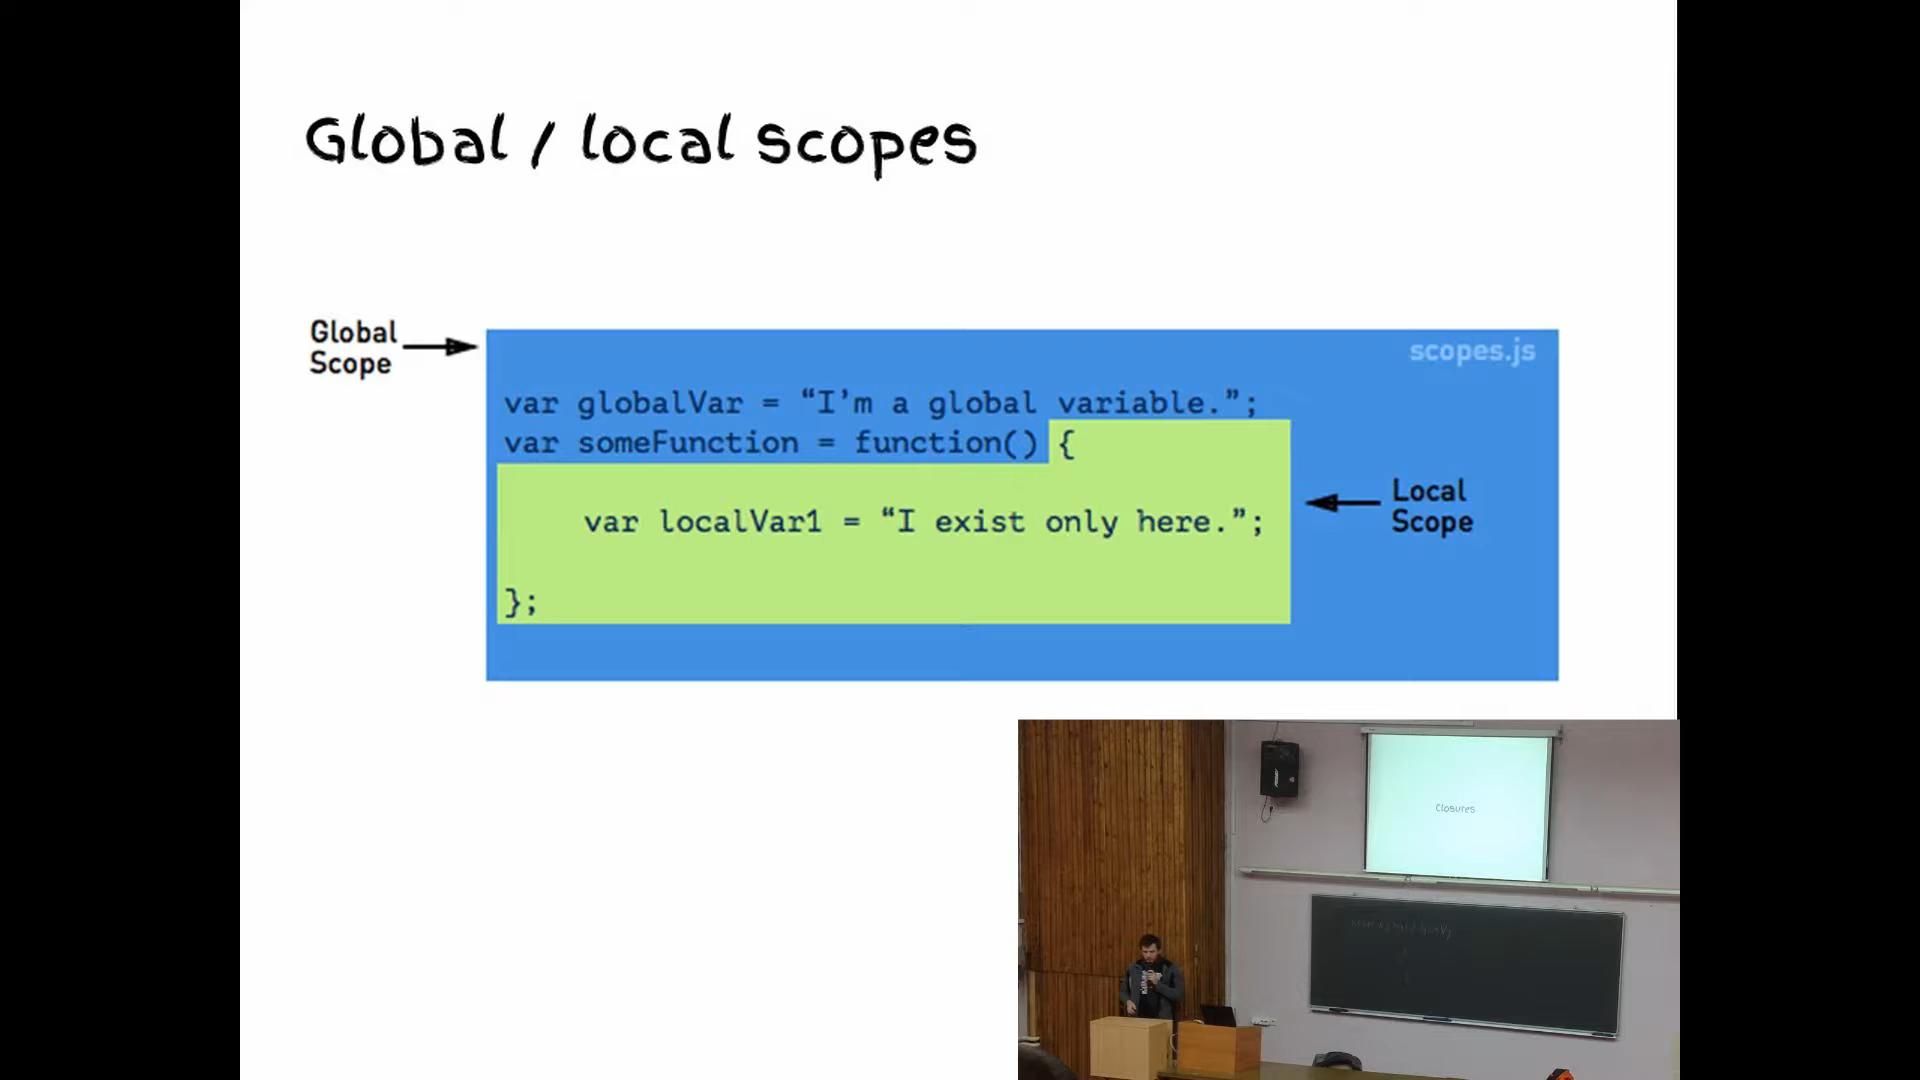 Global / local scopes
Global
Scope
scopes.js
var globalVar = “I’m a global variable.”;
var someFunction = function() {
var localVar1 = “I exist only here.”;
};
Local
Scope
Closures